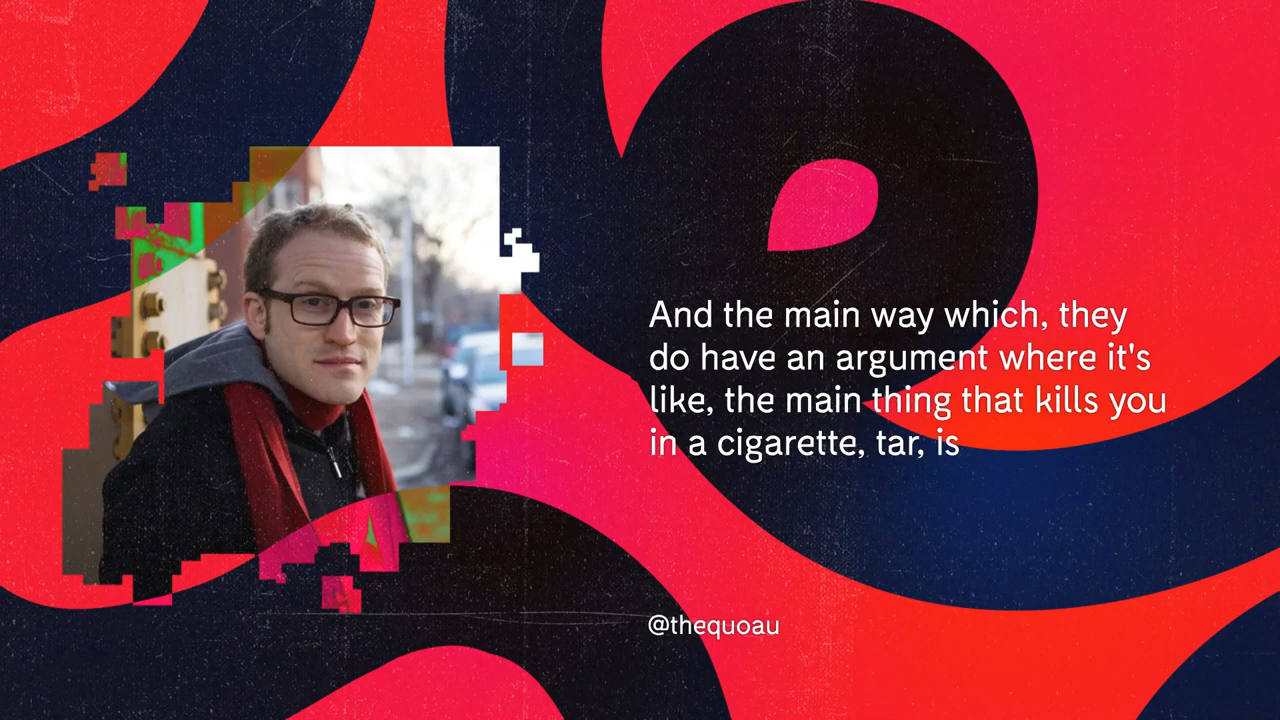 And the main way which, they
do have an argument where it's
like, the main thing that kills you
in a cigarette, tar, is
@thequoau